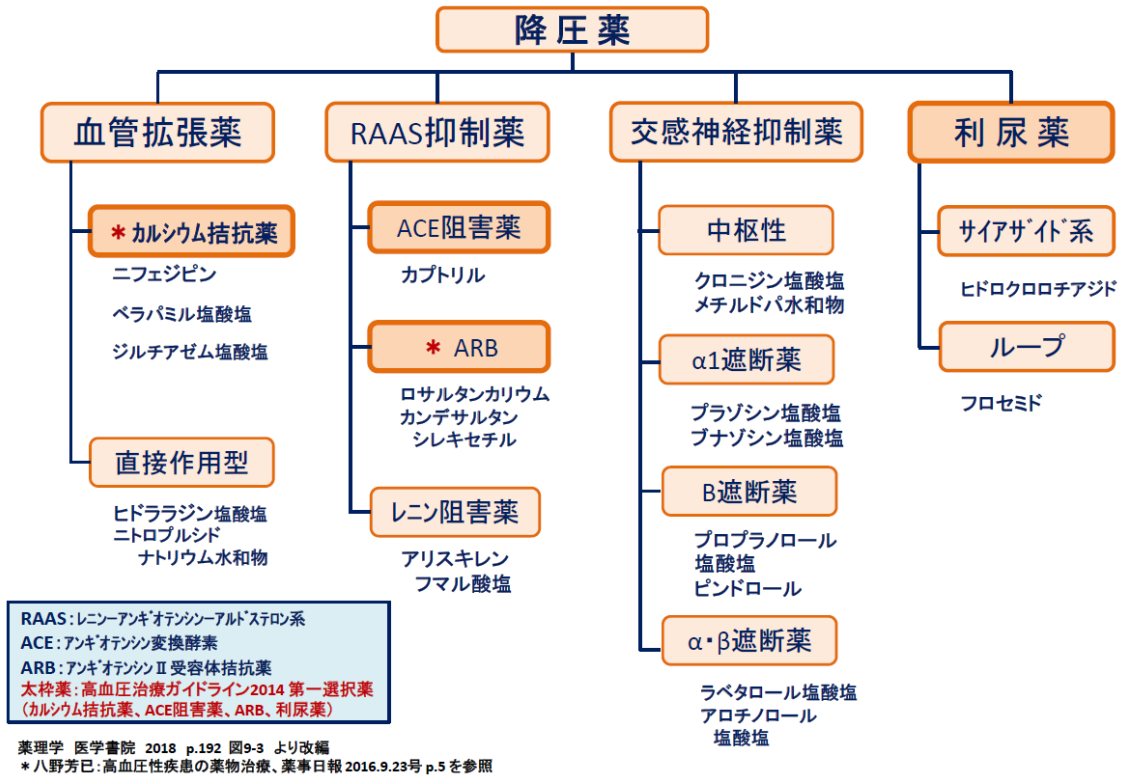 降圧薬
血管拡張薬
＊カルシウム拮抗薬
ニフェジピン
ベラパミル塩酸塩
ジルチアゼム塩酸塩
直接作用型
ヒドララジン塩酸塩
ニトロプルシド
ナトリウム水和物
RAAS抑制薬
ACE阻害薬
カプトリル
＊ ARB
ロサルタンカリウム
カンデサルタン
シレキセチル
レニン阻害薬
アリスキレン
フマル酸塩
交感神経抑制薬
中枢性
クロニジン塩酸塩
メチルドパ水和物
α1遮断薬
プラゾシン塩酸塩
ブナゾシン塩酸塩
Β遮断薬
プロプラノロール
塩酸塩
ピンドロール
α・β遮断薬
ラベタロール塩酸塩
アロチノロール
塩酸塩
利尿薬
サイアザイド系
ヒドロクロロチアジド
ループ
フロセミド
RAAS：レニンーアンギオテンシンーアルドステロン系
ACE：アンギオテンシン変換酵素
ARB：アンギオテンシンⅡ受容体拮抗薬
太枠薬：高血圧治療ガイドライン2014 第一選択薬
（カルシウム拮抗薬、ACE阻害薬、ARB、利尿薬）
薬理学 医学書院 2018 p.192 図9-3 より改編
＊八野芳已：高血圧性疾患の薬物治療、薬事日報 2016.9.23号 p.5 を参照